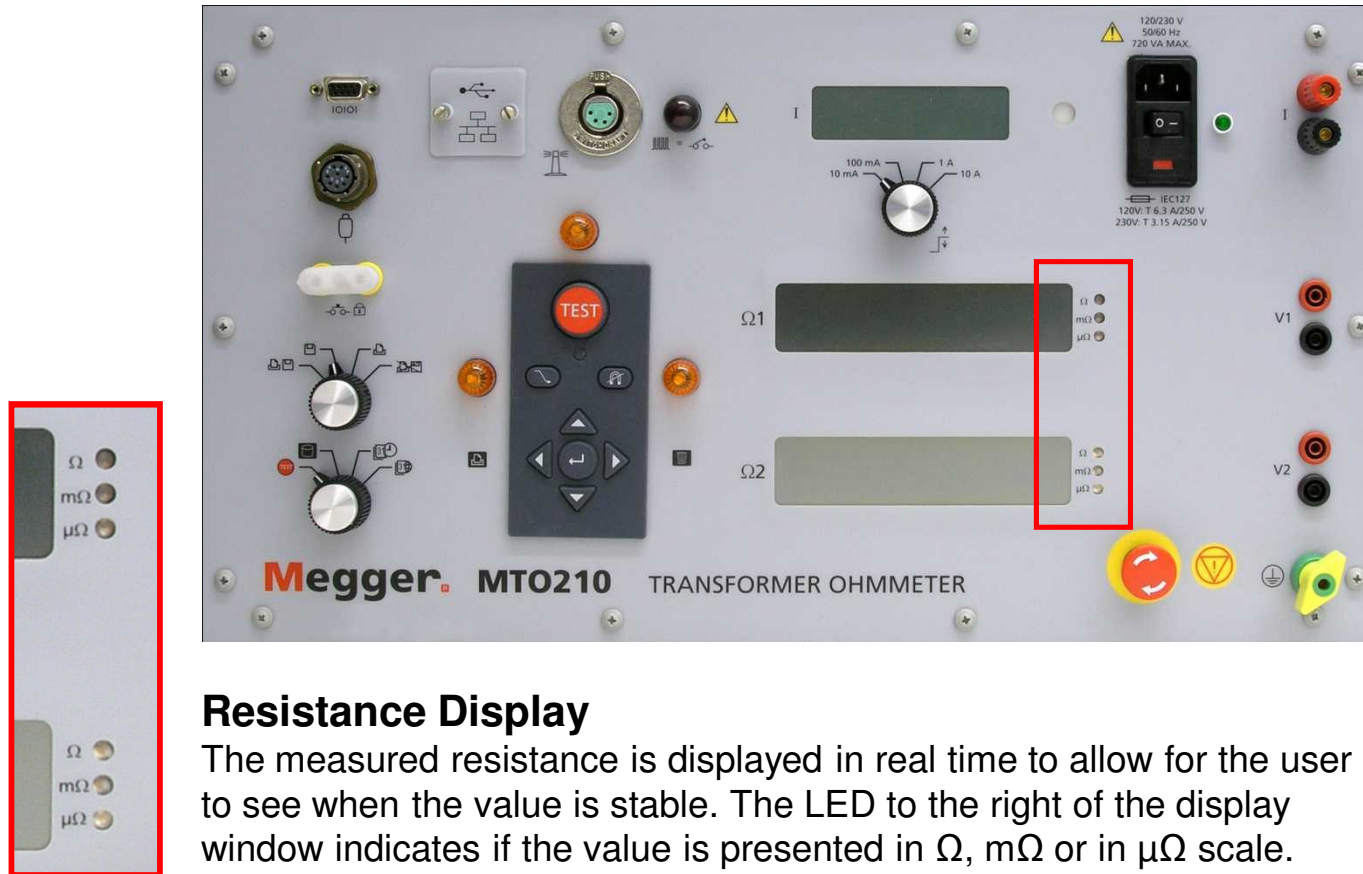 120/230 V
50/60 Hz
720 VA MAX.
PUSH
SWITCHCRAFT
IOIOI
=
I
I
100 mA
1 A
10 mA
10 A
IEC127
120V: T 6.3 A/250 V
230V: T 3.15 A/250 V
TEST
Ω1
Ω
mΩ
µΩ
V1
TEST
31
31
Ω2
Ω
mΩ
µΩ
V2
Megger. MTO210 TRANSFORMER OHMMETER
Ω
mΩ
µΩ
Ω
mΩ
µΩ
Resistance Display
The measured resistance is displayed in real time to allow for the user
to see when the value is stable. The LED to the right of the display
window indicates if the value is presented in Ω, mΩ or in µΩ scale.